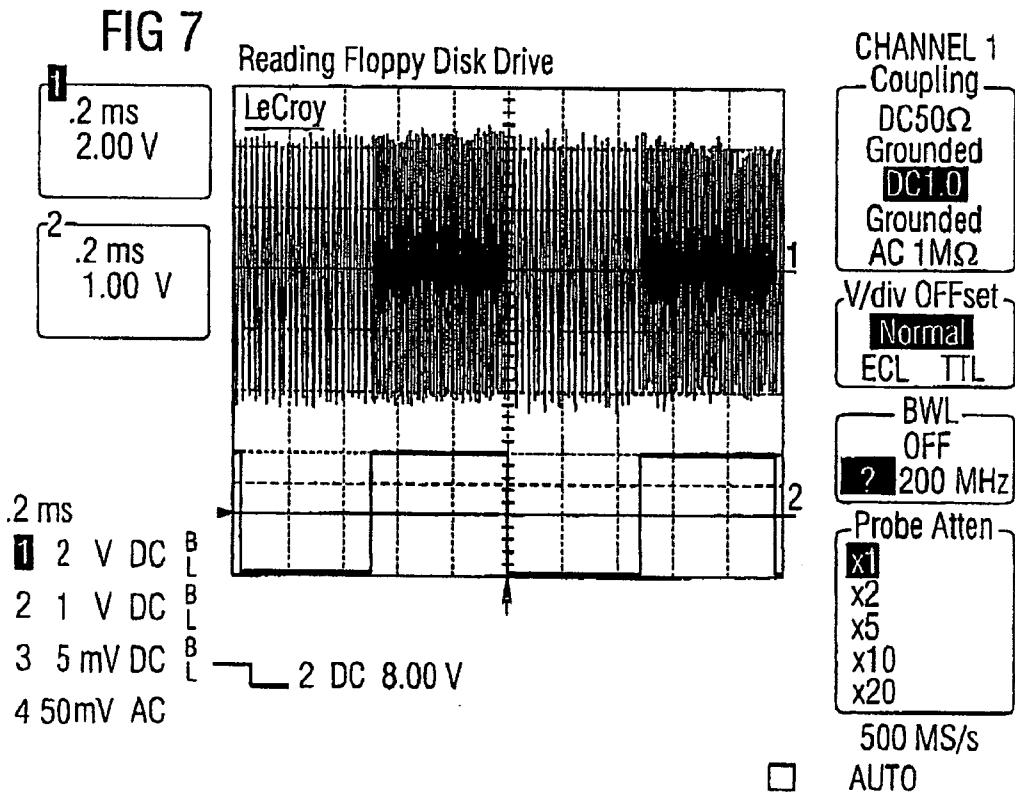 FIG 7
Reading Floppy Disk Drive
1
.2 ms
2.00 V
2
.2 ms
1.00 V
LeCroy
1
2
CHANNEL 1
Coupling
DC50Ω
Grounded
DC1.0
Grounded
AC 1MΩ
V/div OFFset
Normal
ECL TTL
BWL
OFF
? 200 MHz
Probe Atten
x1
x2
x5
x10
x20
500 MS/s
AUTO
.2 ms
1 2 V DC B L
2 1 V DC B L
3 5 mV DC B L
4 50mV AC
2 DC 8.00 V